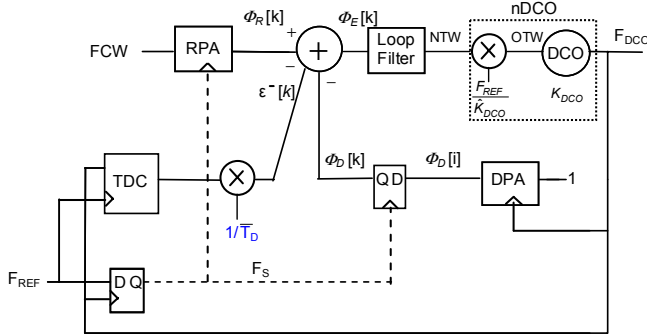 nDCO
Φ_R[k]
Φ_E[k]
FCW
RPA
+
−
+
−
Loop
Filter
NTW
×
OTW
DCO
F_DCO
F_REF
K̂_DCO
K_DCO
ε⁻[k]
TDC
×
1/T̅_D
Φ_D[k]
Q D
Φ_D[i]
DPA
1
F_REF
D Q
F_S